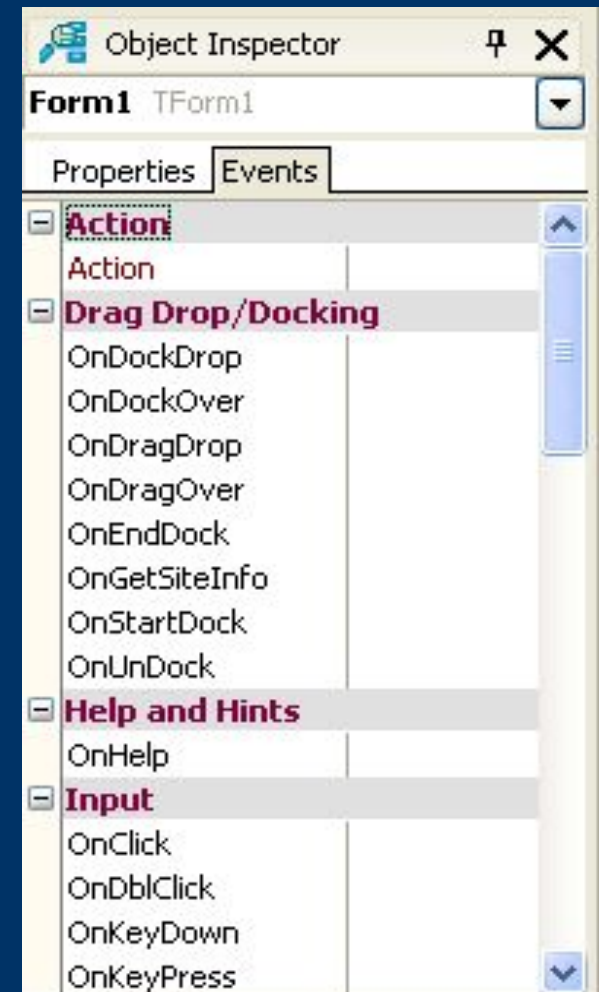 Object Inspector
Form1 TForm1
Properties Events
Action
Action
Drag Drop/Docking
OnDockDrop
OnDockOver
OnDragDrop
OnDragOver
OnEndDock
OnGetSiteInfo
OnStartDock
OnUnDock
Help and Hints
OnHelp
Input
OnClick
OnDblClick
OnKeyDown
OnKeyPress